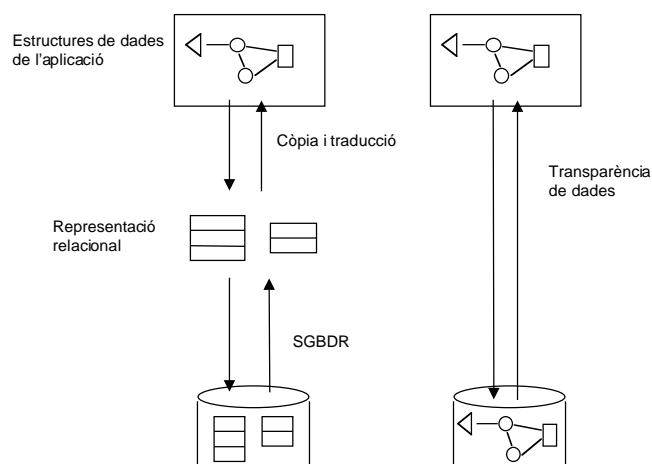 Estructures de dades
de l'aplicació
Còpia i traducció
Transparència
de dades
Representació
relacional
SGBDR